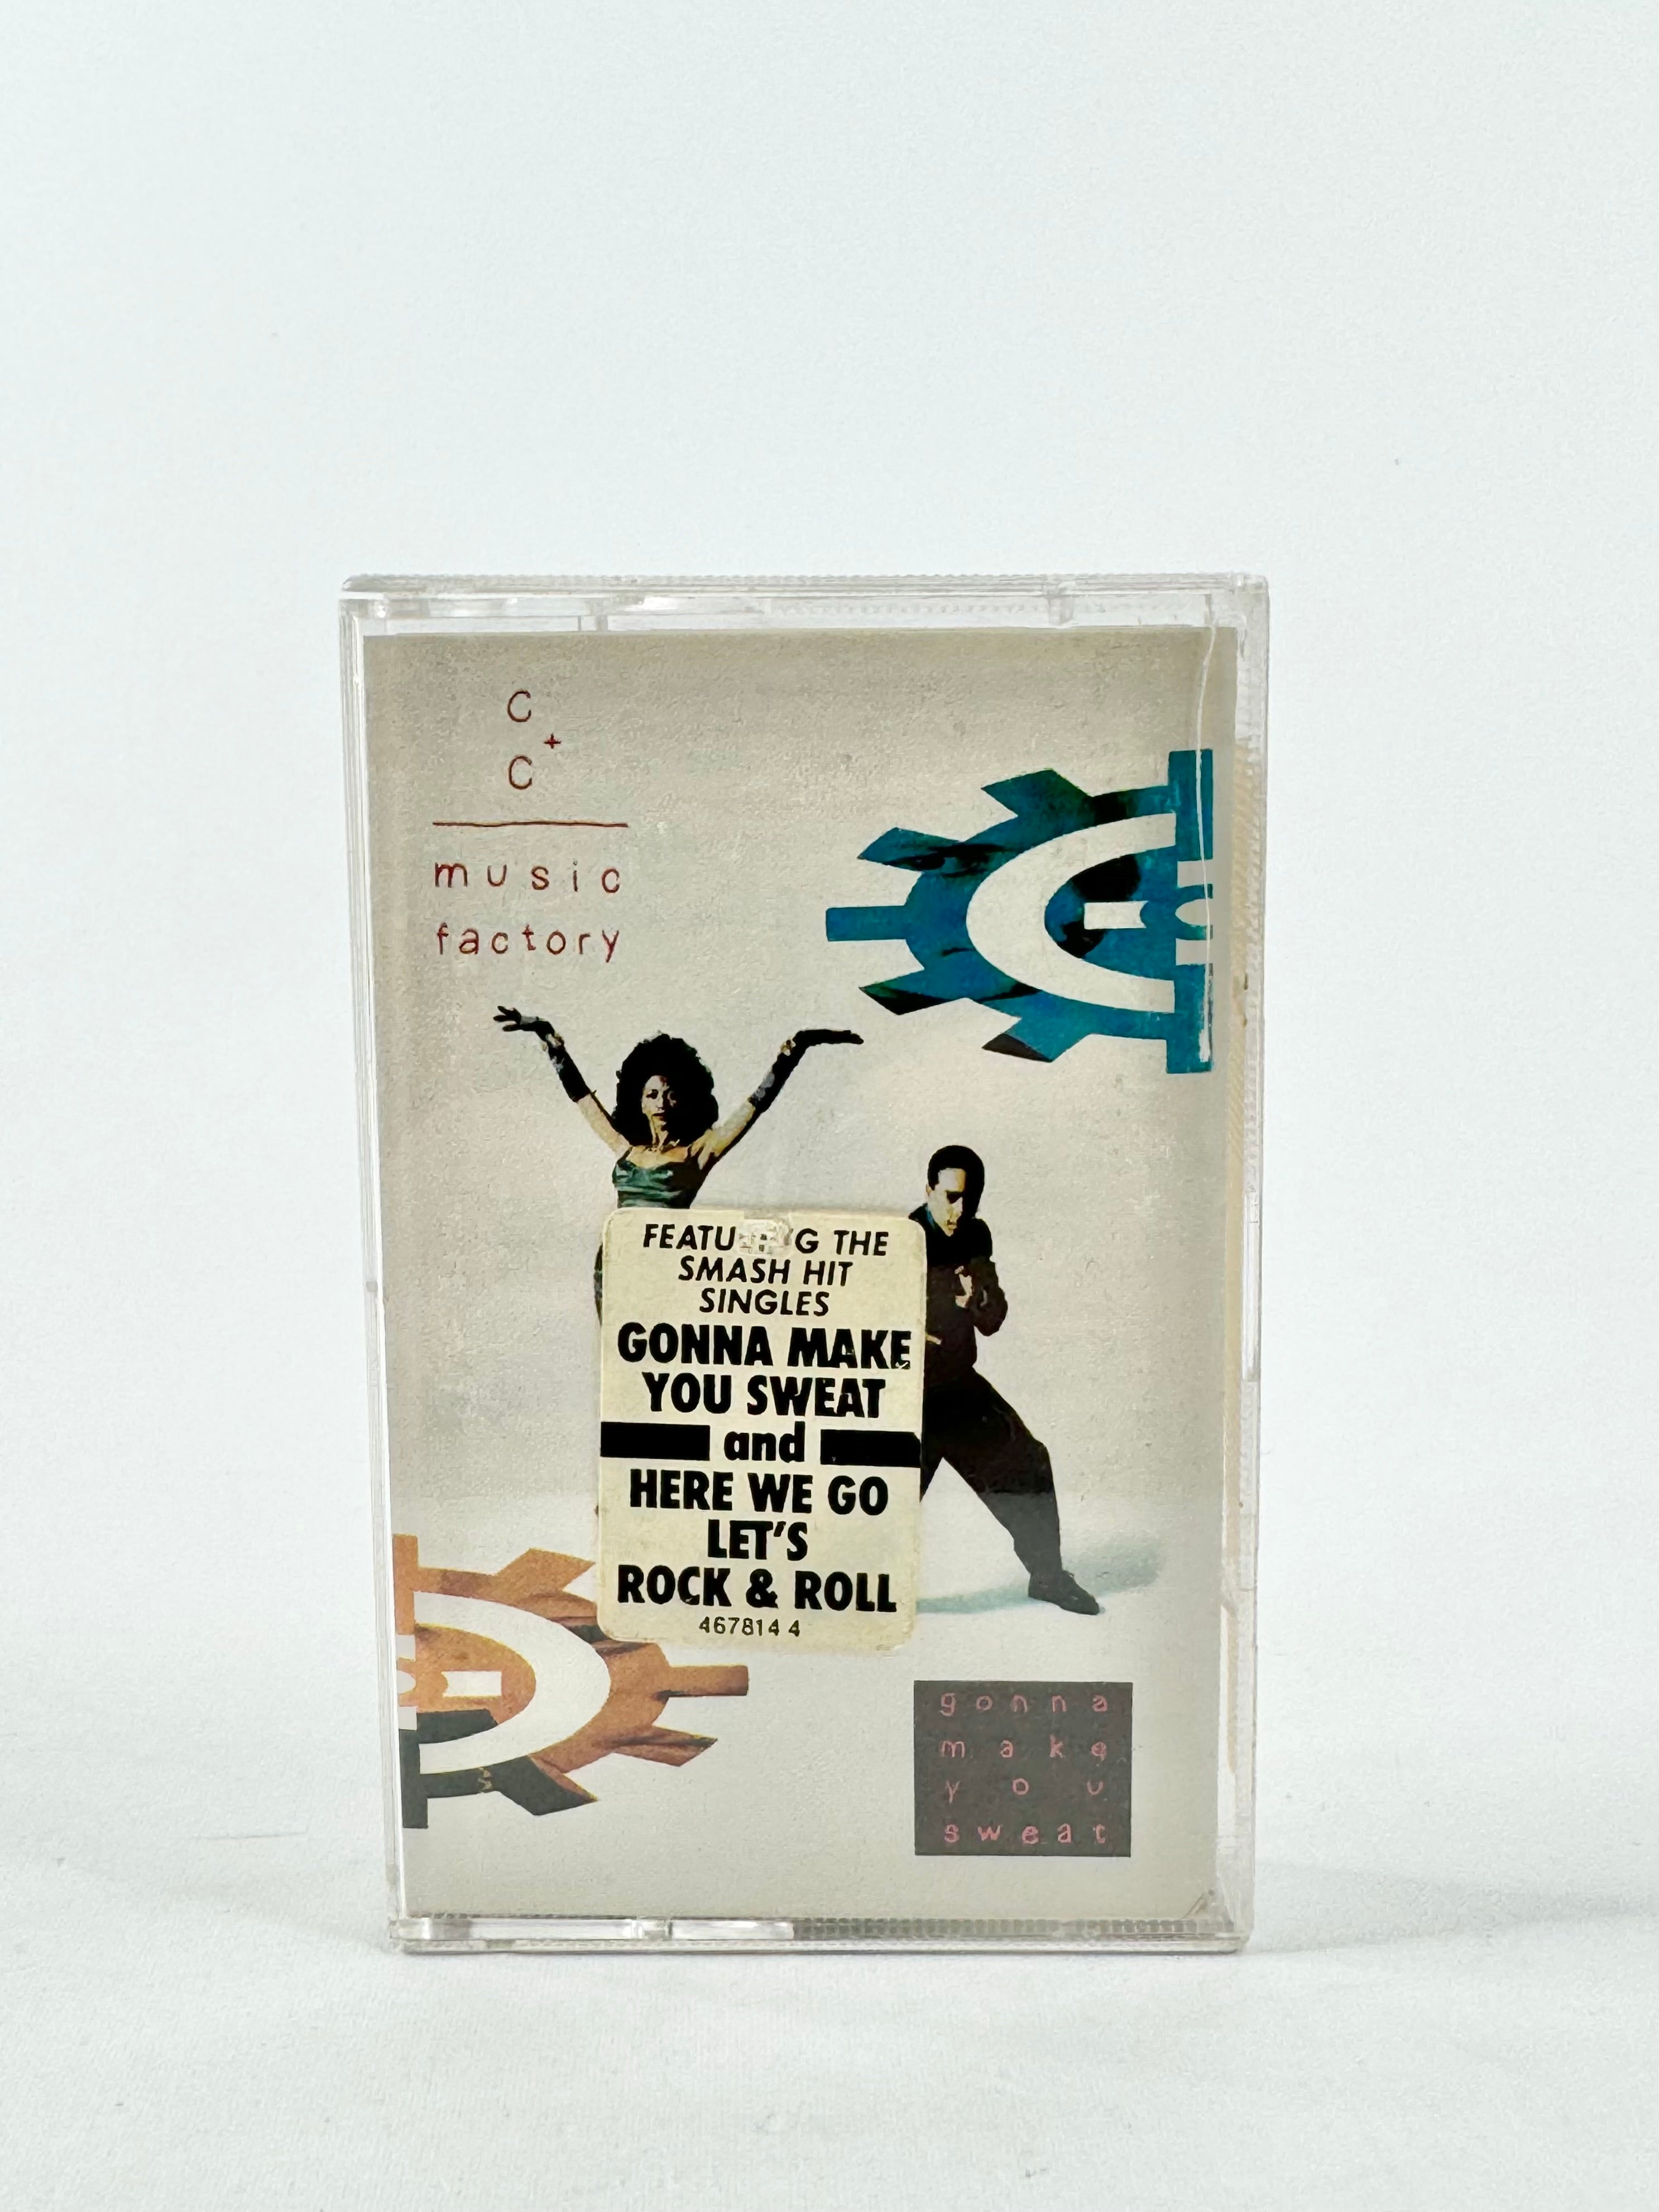 C
+
C
music
factory
THE
SMASH HIT
SINGLES
GONNA MAKE
YOU SWEAT
and
HERE WE GO
LET'S
ROCK & ROLL
467814 4
gonna
make
you
sweat